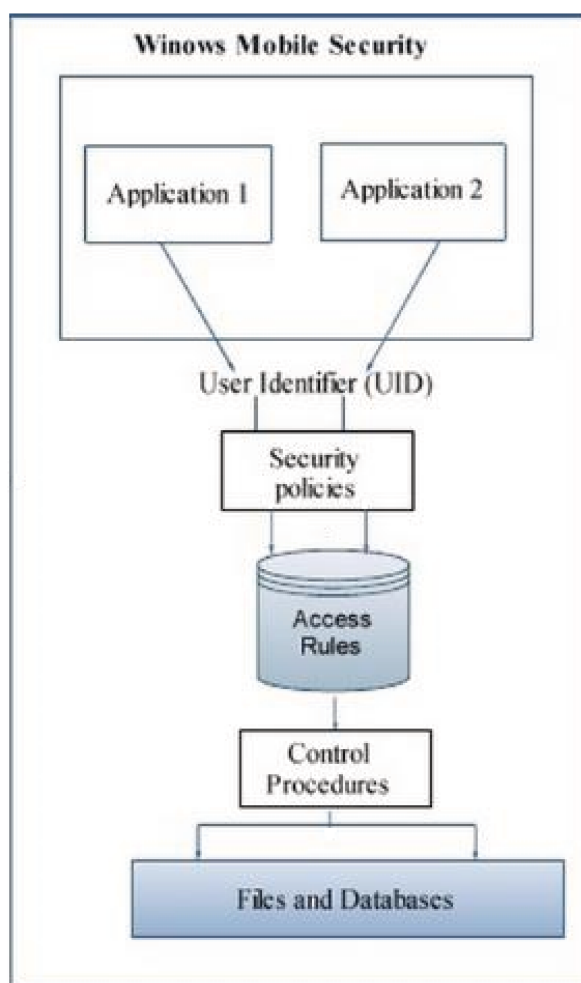 Winows Mobile Security
Application 1
Application 2
User Identifier (UID)
Security
policies
Access
Rules
Control
Procedures
Files and Databases